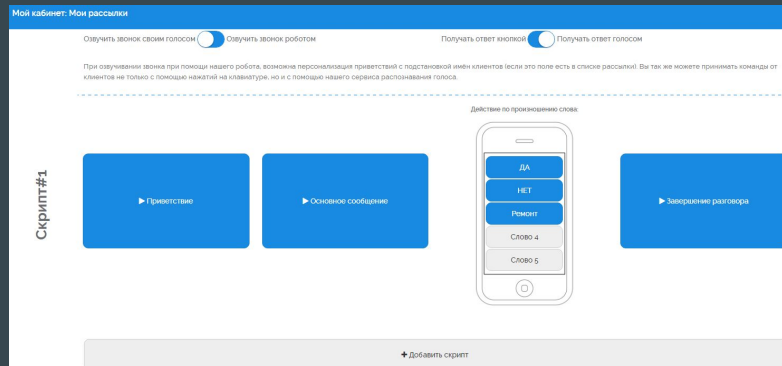 Мой кабинет: Мои рассылки
Озвучить звонок своим голосом Озвучить звонок роботом Получать ответ кнопкой Получать ответ голосом
При озвучивании звонка при помощи нашего робота, возможна персонализация приветствий с подстановкой имён клиентов (если это поле есть в списке рассылки). Вы так же можете принимать команды от
клиентов не только с помощью нажатий на клавиатуре, но и с помощью нашего сервиса распознавания голоса.
Действие по произношению слова:
Скрипт#1
Приветствие
Основное сообщение
ДА
НЕТ
Ремонт
Слово 4
Слово 5
Завершение разговора
+ Добавить скрипт